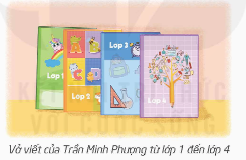 Lớp 1
Lớp 2
Lớp 3
Lớp 4
Vở viết của Trần Minh Phượng từ lớp 1 đến lớp 4